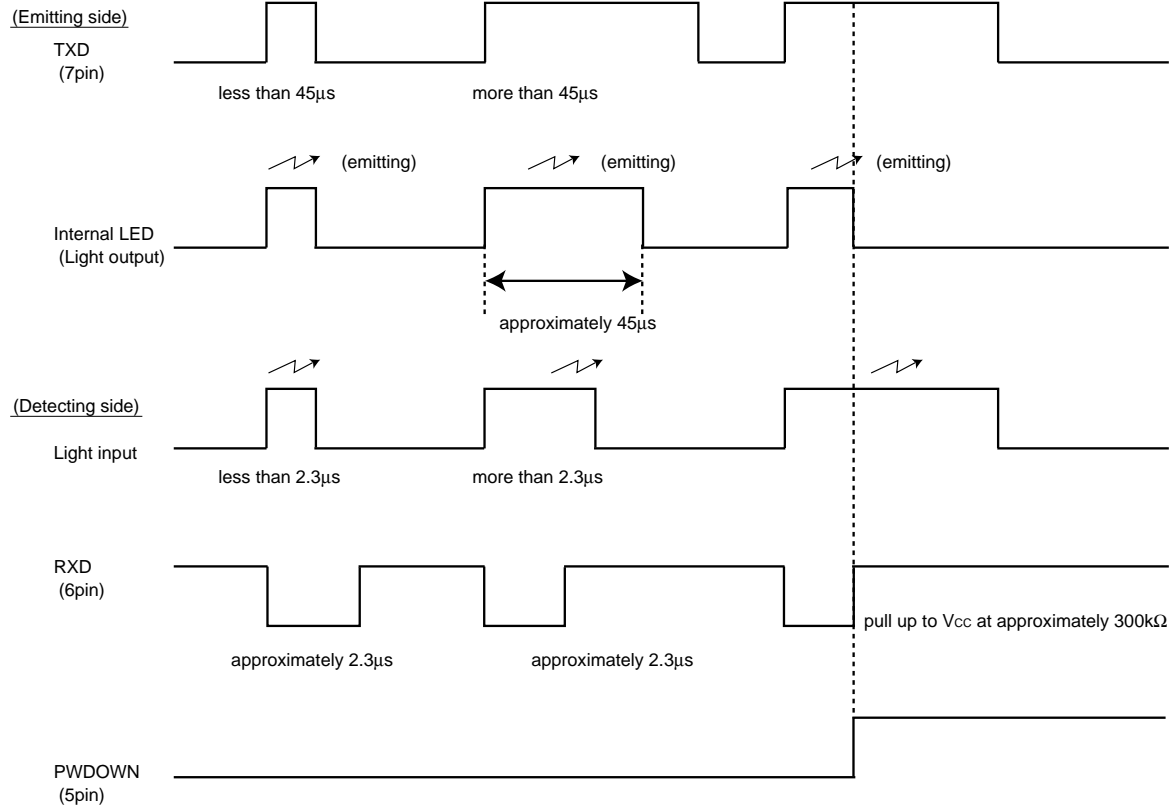 (Emitting side)
TXD
(7pin)
less than 45μs
more than 45μs
(emitting)
(emitting)
(emitting)
Internal LED
(Light output)
approximately 45μs
(Detecting side)
Light input
less than 2.3μs
more than 2.3μs
RXD
(6pin)
pull up to Vcc at approximately 300kΩ
approximately 2.3μs
approximately 2.3μs
PWDOWN
(5pin)